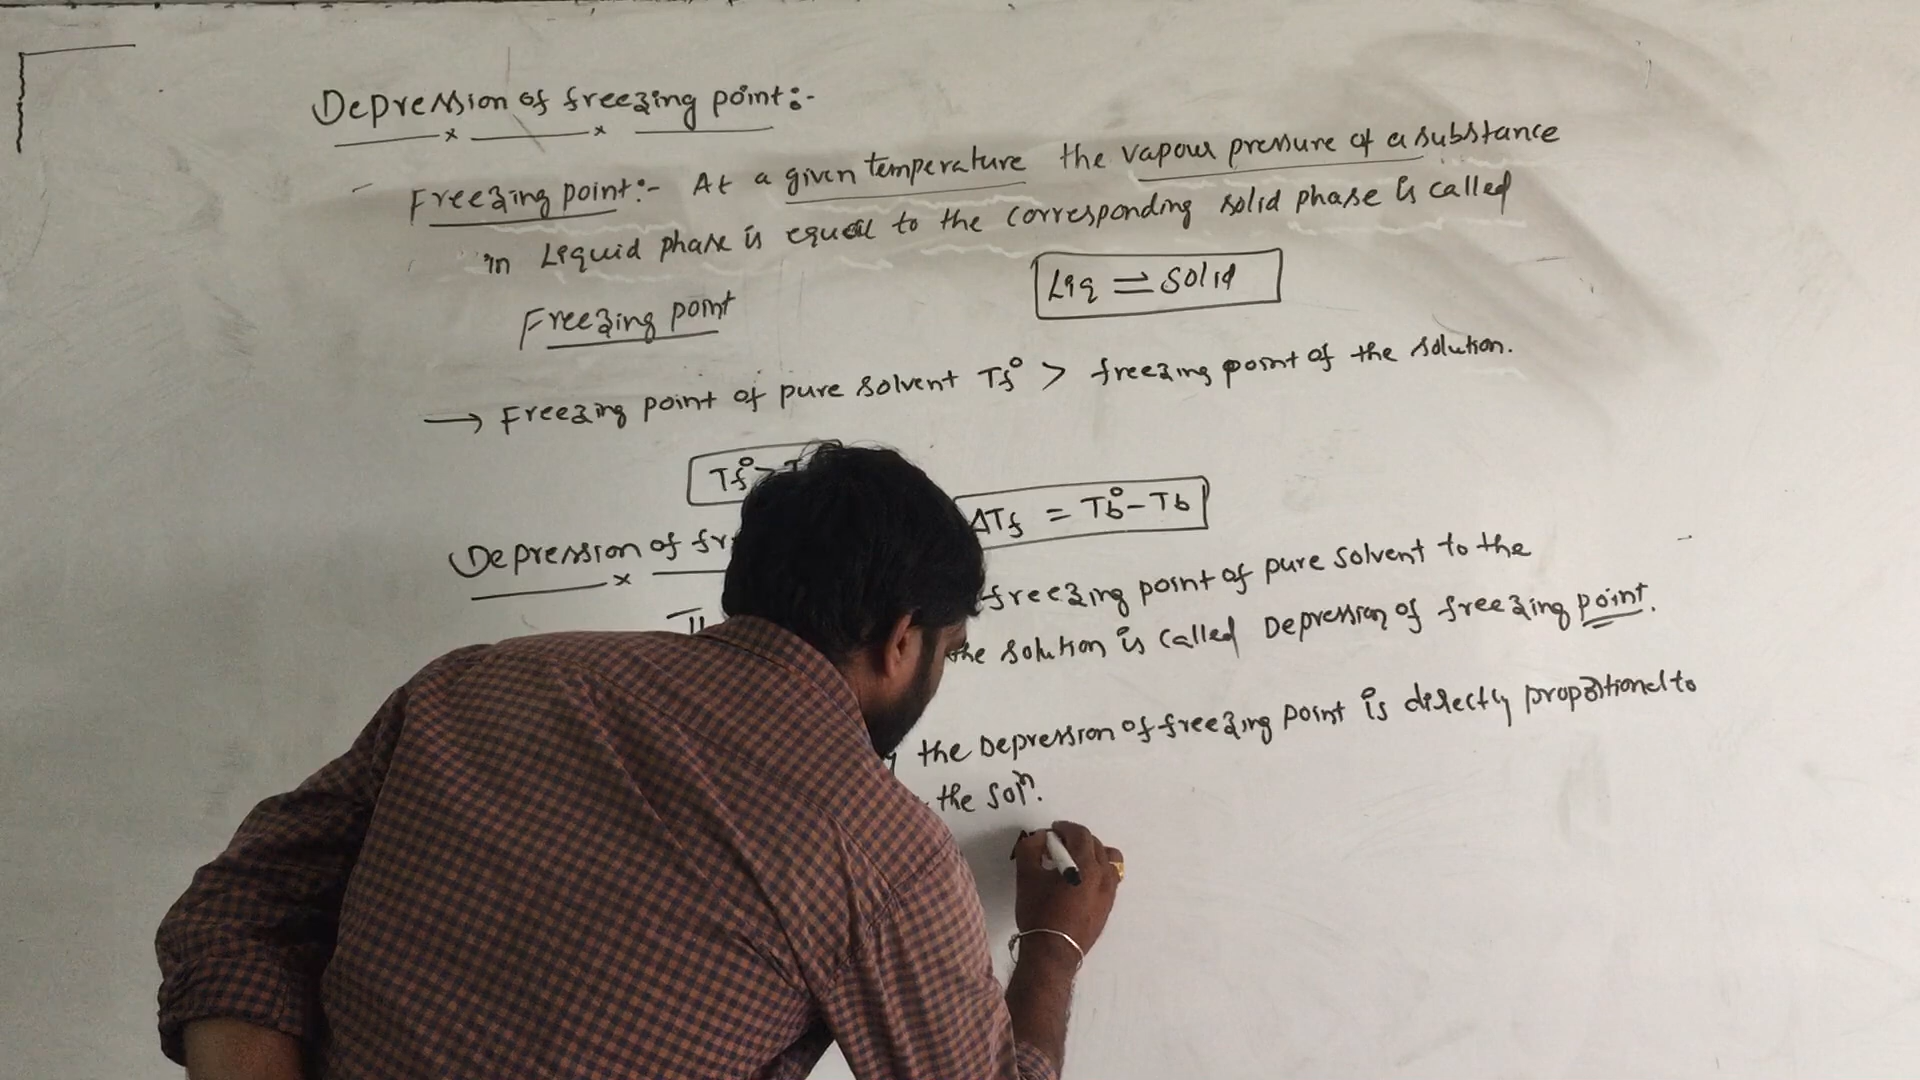 Depression of freezing point:-
Freezing point:- At a given temperature the vapour pressure of a substance
in Liquid phase is equal to the corresponding solid phase is called
Freezing point
Liq ⇌ Solid
→ Freezing point of pure solvent Tf° > freezing point of the solution.
Tf° >
ΔTf = Tb° - Tb
Depression of fr
freezing point of pure solvent to the
the solution is called Depression of freezing point.
the Depression of freezing point is directly proportional to
the Solⁿ.